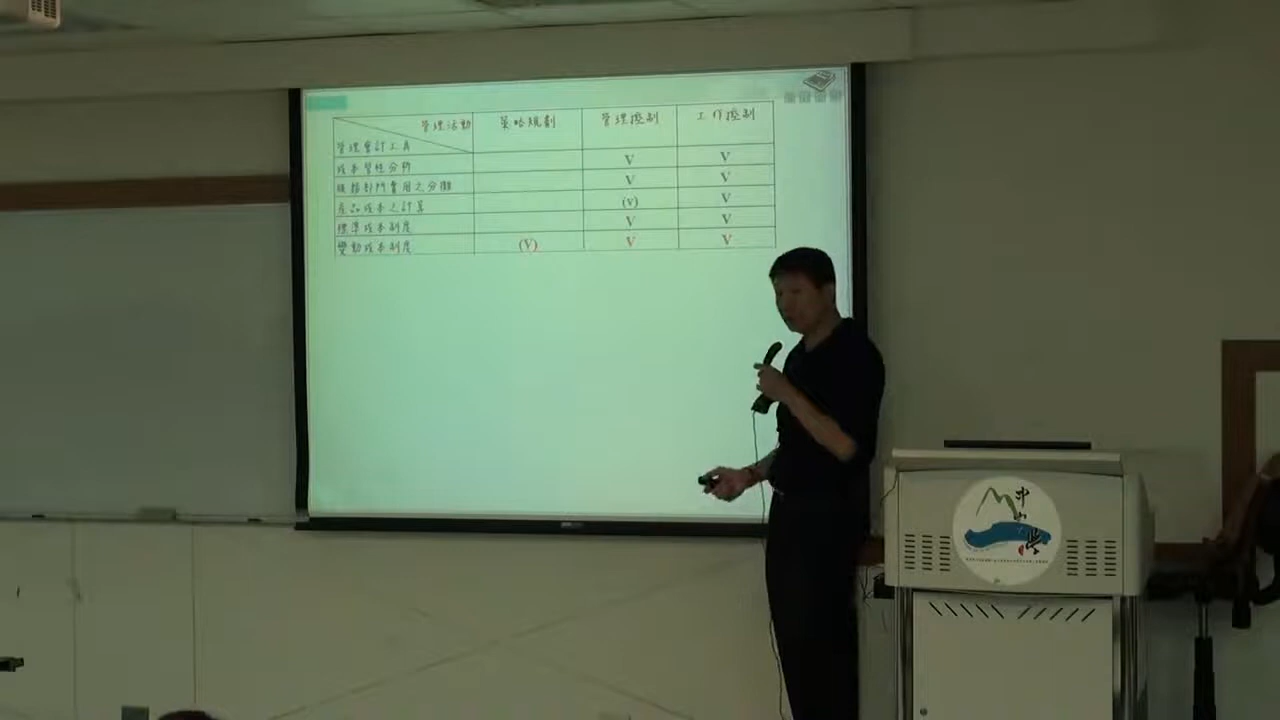 管理活動 策略規劃 管理控制 工作控制
管理會計工具
成本習性分析 V V
服務部門費用之分攤 V V
產品成本之計算 (v) V
標準成本制度 V V
變動成本制度 (V) V V
中山